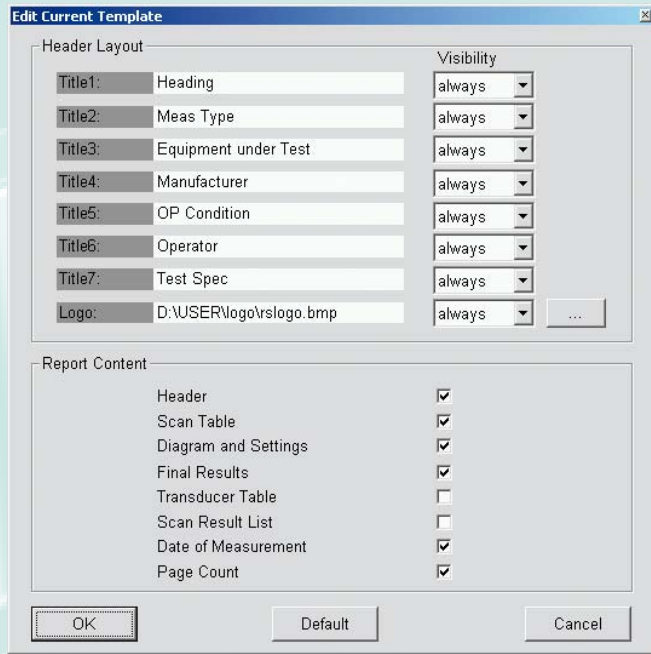 Edit Current Template
Header Layout
Visibility
Title1: Heading always
Title2: Meas Type always
Title3: Equipment under Test always
Title4: Manufacturer always
Title5: OP Condition always
Title6: Operator always
Title7: Test Spec always
Logo: D:\USER\logo\rslogo.bmp always ...
Report Content
Header
Scan Table
Diagram and Settings
Final Results
Transducer Table
Scan Result List
Date of Measurement
Page Count
OK Default Cancel